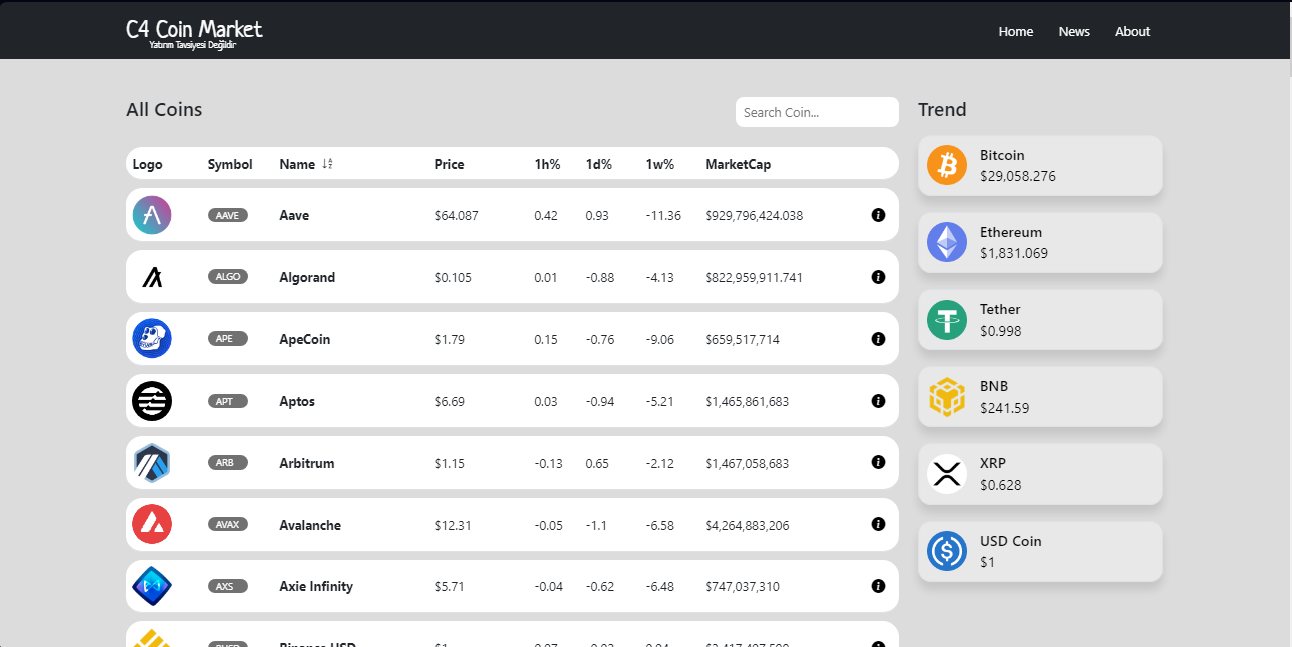 C4 Coin Market
Yatırım Tavsiyesi Değildir
Home News About
All Coins
Search Coin...
Logo Symbol Name Price 1h% 1d% 1w% MarketCap
AAVE Aave $64.087 0.42 0.93 -11.36 $929,796,424.038
ALGO Algorand $0.105 0.01 -0.88 -4.13 $822,959,911.741
APE ApeCoin $1.79 0.15 -0.76 -9.06 $659,517,714
APT Aptos $6.69 0.03 -0.94 -5.21 $1,465,861,683
ARB Arbitrum $1.15 -0.13 0.65 -2.12 $1,467,058,683
AVAX Avalanche $12.31 -0.05 -1.1 -6.58 $4,264,883,206
AXS Axie Infinity $5.71 -0.04 -0.62 -6.48 $747,037,310
Binance USD
Trend
Bitcoin
$29,058.276
Ethereum
$1,831.069
Tether
$0.998
BNB
$241.59
XRP
$0.628
USD Coin
$1